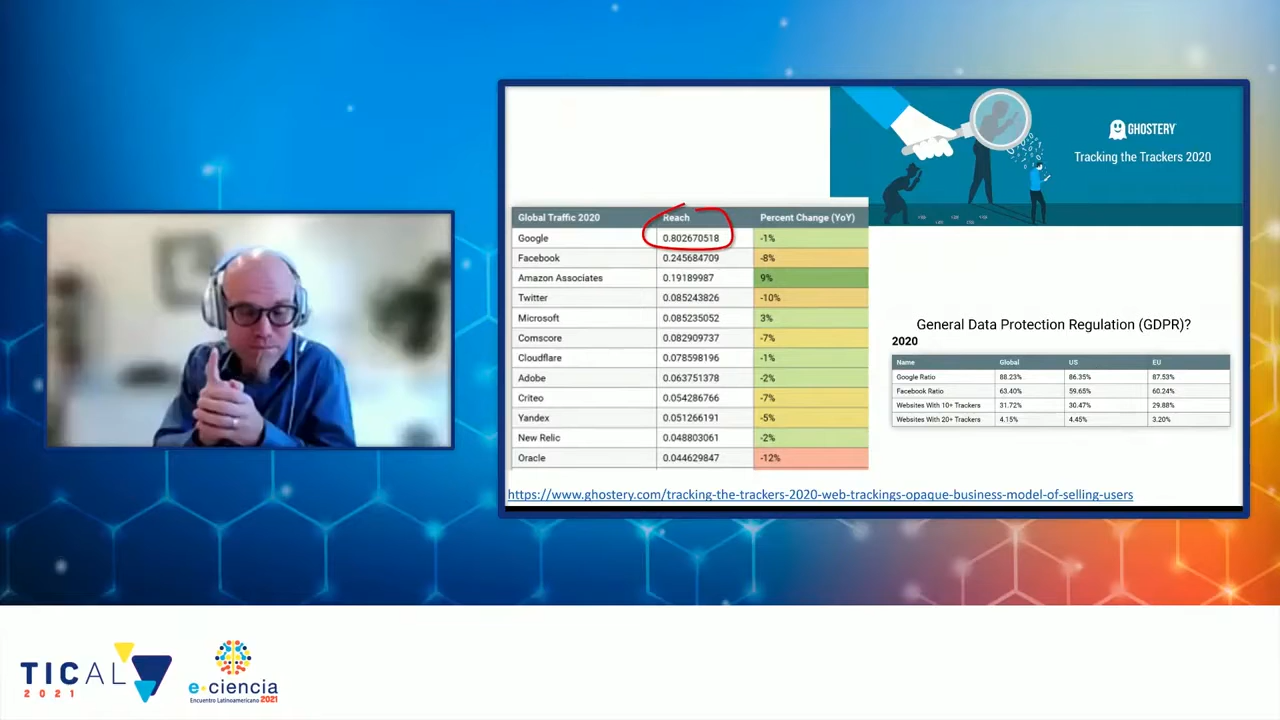 GHOSTERY
Tracking the Trackers 2020
Global Traffic 2020 Reach Percent Change (YoY)
Google 0.802670518 -1%
Facebook 0.245684709 -8%
Amazon Associates 0.19189987 9%
Twitter 0.085243826 -10%
Microsoft 0.085235052 3%
Comscore 0.082909737 -7%
Cloudflare 0.078598196 -1%
Adobe 0.063751378 -2%
Criteo 0.054286766 -7%
Yandex 0.051266191 -5%
New Relic 0.048803061 -2%
Oracle 0.044629847 -12%
General Data Protection Regulation (GDPR)?
2020
Name Global US EU
Google Ratio 88.23% 86.35% 87.53%
Facebook Ratio 63.40% 59.65% 60.24%
Websites With 10+ Trackers 31.72% 30.47% 29.88%
Websites With 20+ Trackers 4.15% 4.45% 3.20%
https://www.ghostery.com/tracking-the-trackers-2020-web-trackings-opaque-business-model-of-selling-users
TICAL
2021
e-ciencia
Encuentro Latinoamericano 2021